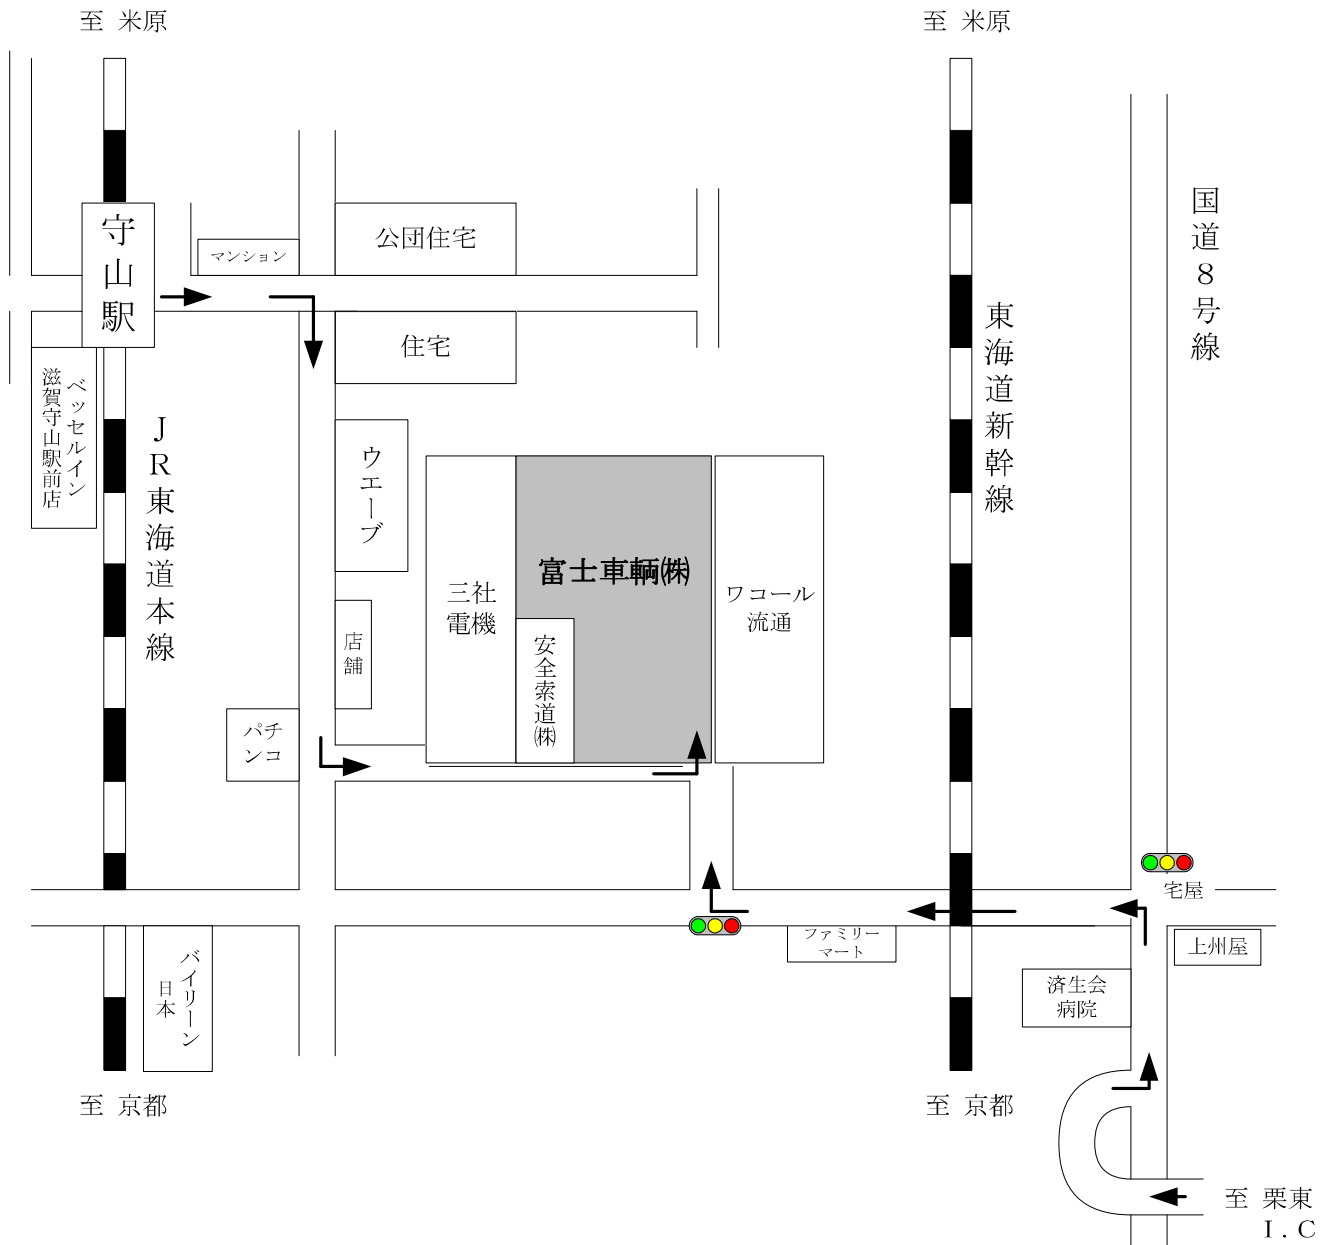 至 米原
至 米原
国道８号線
守山駅
マンション
公団住宅
住宅
東海道新幹線
ベッセルイン
滋賀守山駅前店
ＪＲ東海道本線
ウエーブ
富士車輌㈱
三社
電機
ワコール
流通
店舗
安全索道㈱
パチ
ンコ
宅屋
ファミリー
マート
上州屋
バイリーン
日本
済生会
病院
至 京都
至 京都
至 栗東
Ｉ．Ｃ